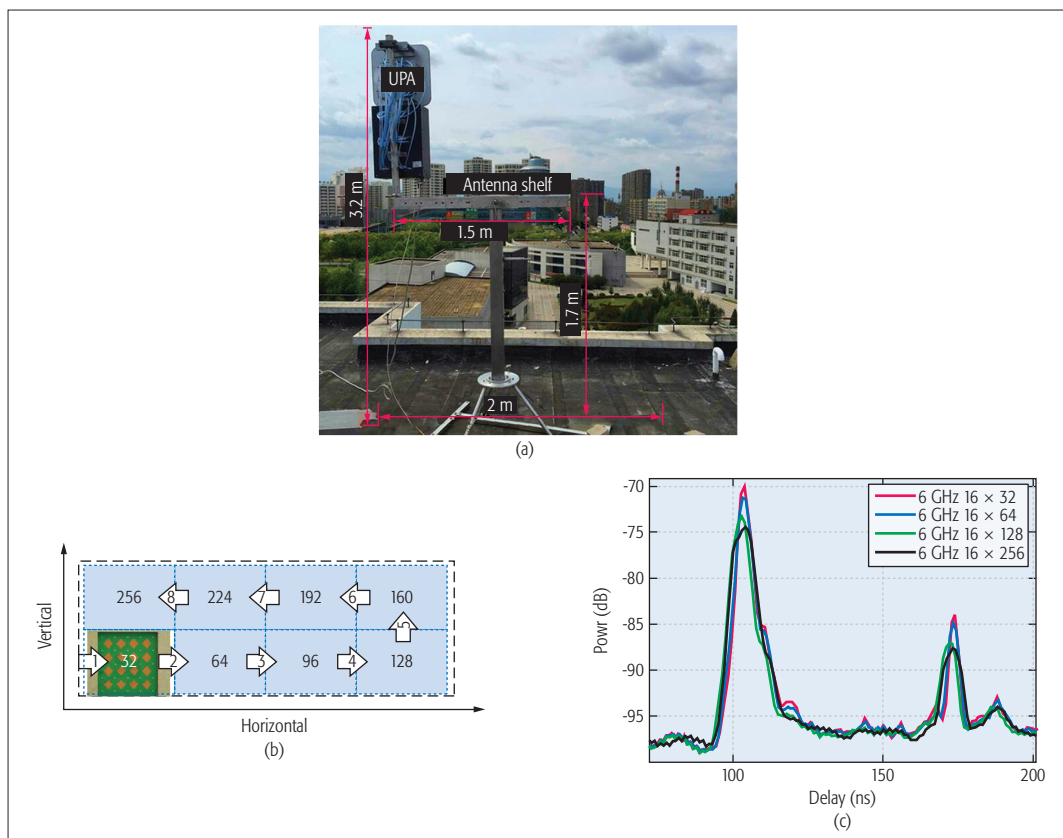 UPA
Antenna shelf
3.2 m
1.5 m
1.7 m
2 m
(a)
Vertical
256 8 224 7 192 6 160
1 32 2 64 3 96 4 128
Horizontal
(b)
-70
-75
-80
-85
-90
-95
Powr (dB)
6 GHz 16 × 32
6 GHz 16 × 64
6 GHz 16 × 128
6 GHz 16 × 256
100 150 200
Delay (ns)
(c)